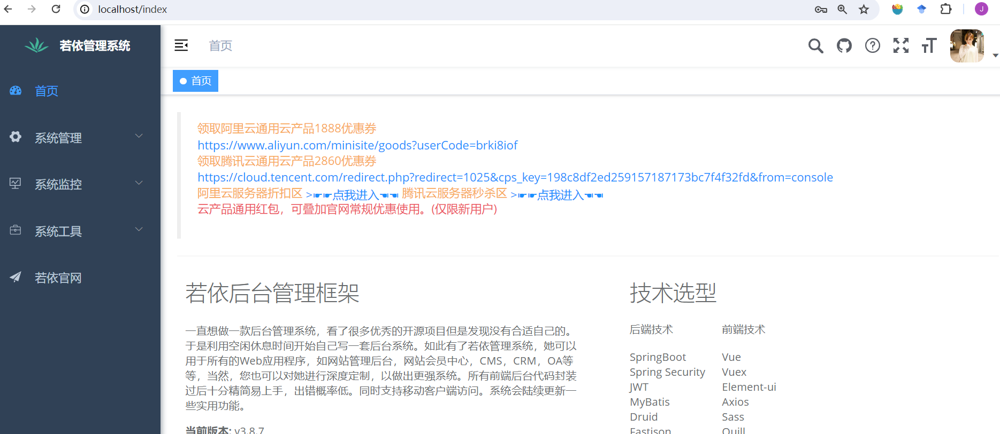 localhost/index
J
若依管理系统
首页
首页
首页
系统管理
系统监控
系统工具
若依官网
领取阿里云通用云产品1888优惠券
https://www.aliyun.com/minisite/goods?userCode=brki8iof
领取腾讯云通用云产品2860优惠券
https://cloud.tencent.com/redirect.php?redirect=1025&cps_key=198c8df2ed259157187173bc7f4f32fd&from=console
阿里云服务器折扣区 >☛☛点我进入☚☚ 腾讯云服务器秒杀区 >☛☛点我进入☚☚
云产品通用红包，可叠加官网常规优惠使用。(仅限新用户)
若依后台管理框架
一直想做一款后台管理系统，看了很多优秀的开源项目但是发现没有合适自己的。
于是利用空闲休息时间开始自己写一套后台系统。如此有了若依管理系统，她可以
用于所有的Web应用程序，如网站管理后台，网站会员中心，CMS，CRM，OA等
等，当然，您也可以对她进行深度定制，以做出更强系统。所有前端后台代码封装
过后十分精简易上手，出错概率低。同时支持移动客户端访问。系统会陆续更新一
些实用功能。
当前版本: v3.8.7
技术选型
后端技术
SpringBoot
Spring Security
JWT
MyBatis
Druid
Fastjson
前端技术
Vue
Vuex
Element-ui
Axios
Sass
Quill